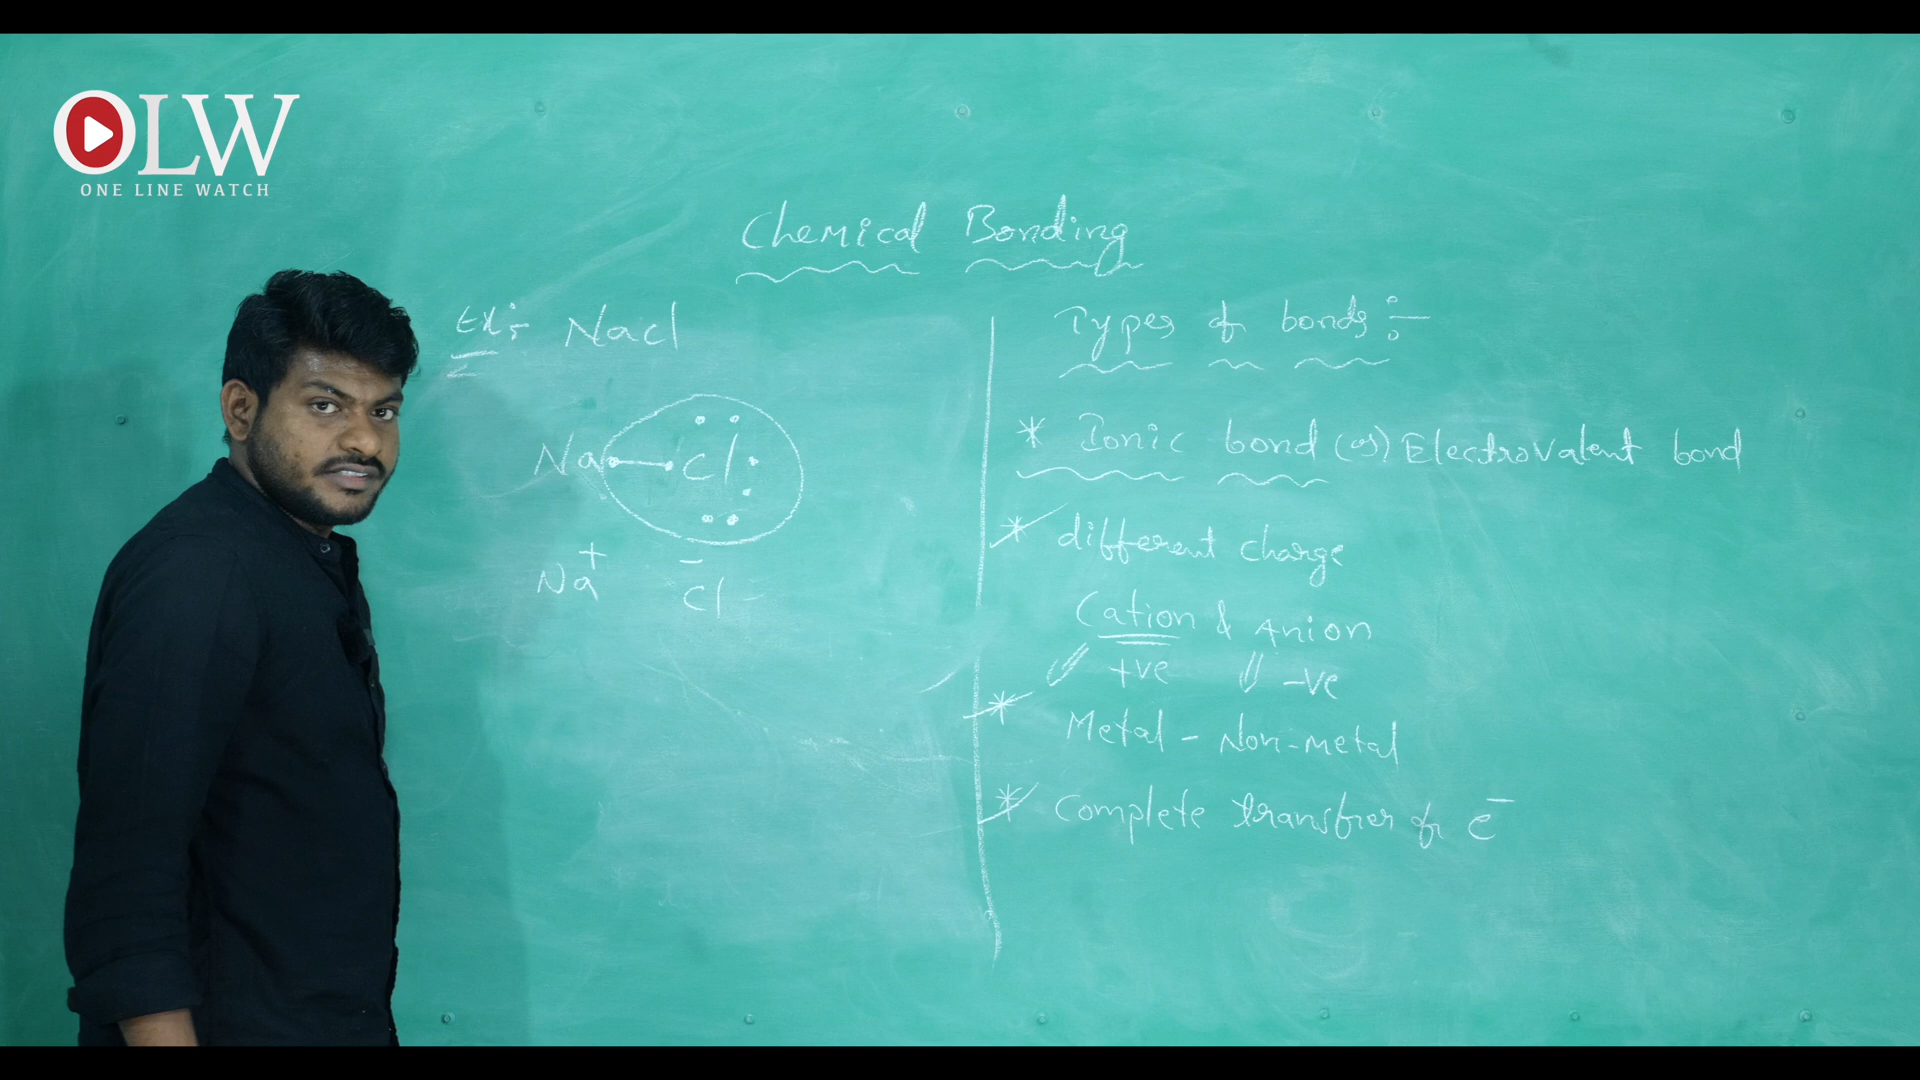 OLW
ONE LINE WATCH
Chemical Bonding
Ex:- Nacl
Na Cl
Na+ -Cl
Types of bonds :-
* Ionic bond (or) Electrovalent bond
* different charge
Cation & Anion
+ve -ve
* Metal - Non-metal
* Complete transfer of e-